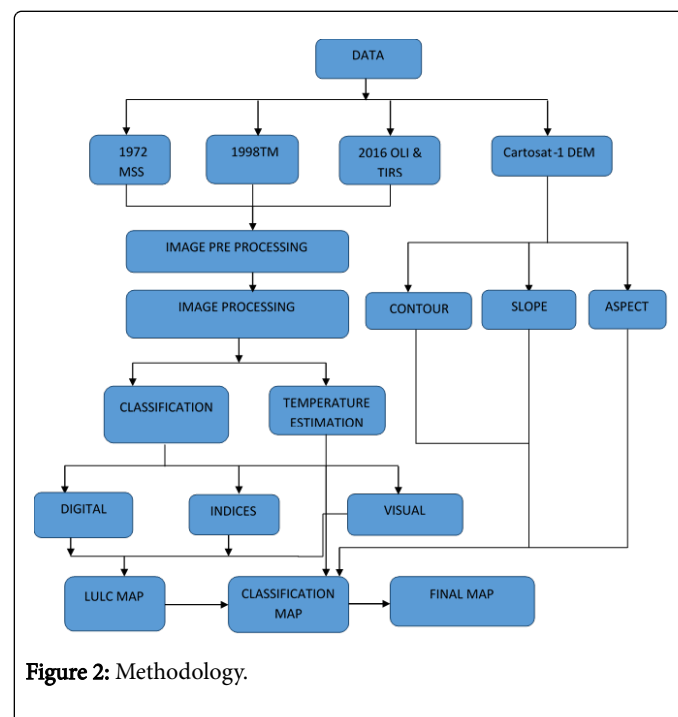 DATA
1972
MSS
1998TM
2016 OLI &
TIRS
Cartosat-1 DEM
IMAGE PRE PROCESSING
IMAGE PROCESSING
CONTOUR
SLOPE
ASPECT
CLASSIFICATION
TEMPERATURE
ESTIMATION
DIGITAL
INDICES
VISUAL
LULC MAP
CLASSIFICATION
MAP
FINAL MAP
Figure 2: Methodology.